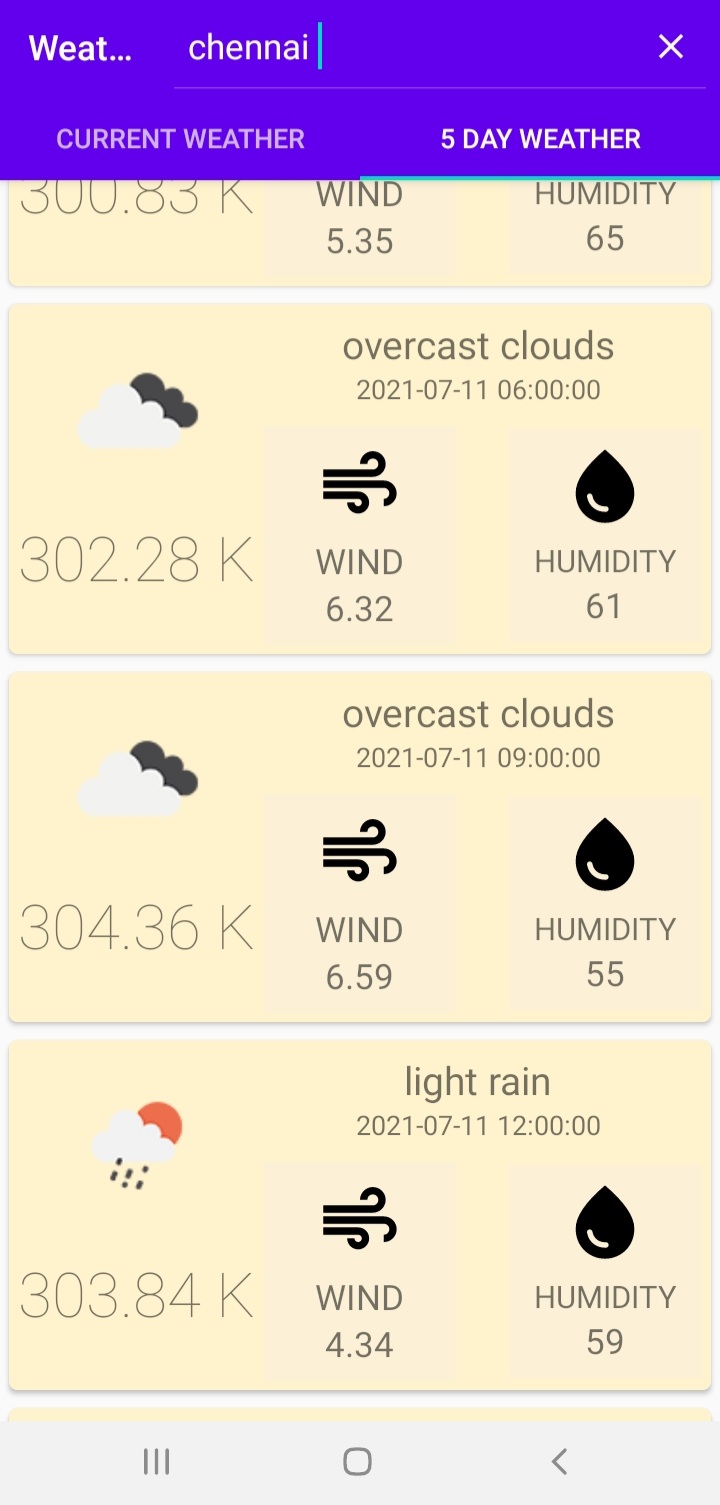 Weat...
chennai
CURRENT WEATHER
5 DAY WEATHER
300.83 K
WIND
HUMIDITY
5.35
65
overcast clouds
2021-07-11 06:00:00
302.28 K
WIND
HUMIDITY
6.32
61
overcast clouds
2021-07-11 09:00:00
304.36 K
WIND
HUMIDITY
6.59
55
light rain
2021-07-11 12:00:00
303.84 K
WIND
HUMIDITY
4.34
59